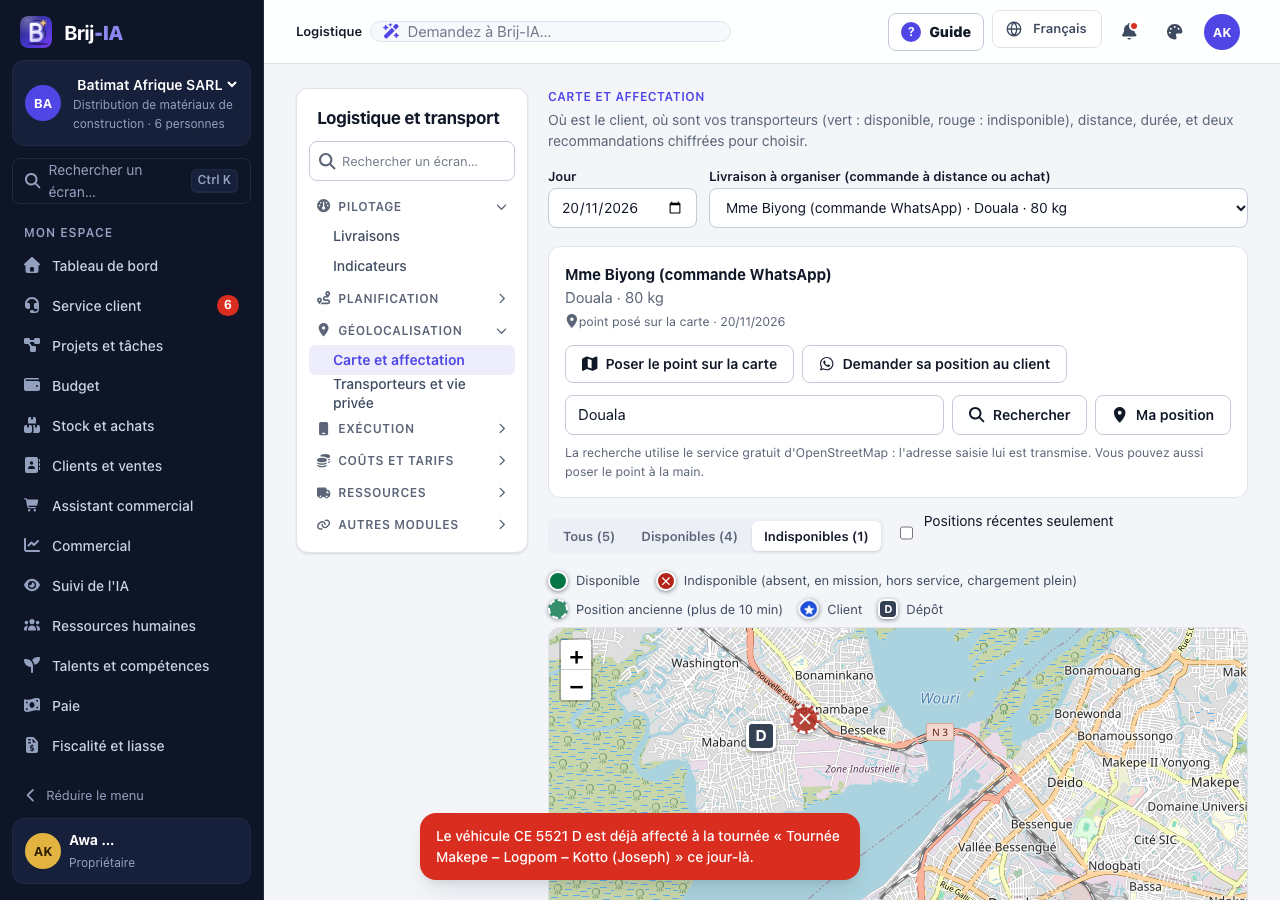 Brij-IA
BA
Batimat Afrique SARL
Distribution de matériaux de
construction · 6 personnes
Rechercher un
écran...
Ctrl K
MON ESPACE
Tableau de bord
Service client
6
Projets et tâches
Budget
Stock et achats
Clients et ventes
Assistant commercial
Commercial
Suivi de l'IA
Ressources humaines
Talents et compétences
Paie
Fiscalité et liasse
Réduire le menu
AK
Awa ...
Propriétaire
Logistique
Demandez à Brij-IA...
? Guide
Français
AK
Logistique et transport
Rechercher un écran...
PILOTAGE
Livraisons
Indicateurs
PLANIFICATION
GÉOLOCALISATION
Carte et affectation
Transporteurs et vie
privée
EXÉCUTION
COÛTS ET TARIFS
RESSOURCES
AUTRES MODULES
CARTE ET AFFECTATION
Où est le client, où sont vos transporteurs (vert : disponible, rouge : indisponible), distance, durée, et deux
recommandations chiffrées pour choisir.
Jour
20/11/2026
Livraison à organiser (commande à distance ou achat)
Mme Biyong (commande WhatsApp) · Douala · 80 kg
Mme Biyong (commande WhatsApp)
Douala · 80 kg
point posé sur la carte · 20/11/2026
Poser le point sur la carte
Demander sa position au client
Douala
Rechercher
Ma position
La recherche utilise le service gratuit d'OpenStreetMap : l'adresse saisie lui est transmise. Vous pouvez aussi
poser le point à la main.
Tous (5)
Disponibles (4)
Indisponibles (1)
Positions récentes seulement
Disponible
Indisponible (absent, en mission, hors service, chargement plein)
Position ancienne (plus de 10 min)
Client
D Dépôt
+
−
Washington
Bonaminkano
nouvelle route
nambape
Besseke
D
Maband
Zone Industrielle
Wouri
N 3
Bonamouang
Mak
Bonewonda
Bonamoussongo
Makepe II Yonyong
Deido
Makepe
Domaine Universi
Bessengue
Cité SIC
Vallée Bessengué
Ndogbati
Bassa
Le véhicule CE 5521 D est déjà affecté à la tournée « Tournée
Makepe – Logpom – Kotto (Joseph) » ce jour-là.